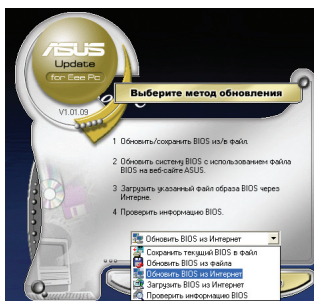 ASUS
Update
for Eee Pc
V1.01.09
Выберите метод обновления
1 Обновить/сохранить BIOS из/в файл.
2 Обновить систему BIOS с использованием файла
BIOS на веб-сайте ASUS.
3 Загрузить указанный файл образа BIOS через
Интерне.
4 Проверить информацию BIOS.
Обновить BIOS из Интернет
Сохранить текущий BIOS в файл
Обновить BIOS из файла
Обновить BIOS из Интернет
Загрузить BIOS из Интернет
Проверить информацию BIOS